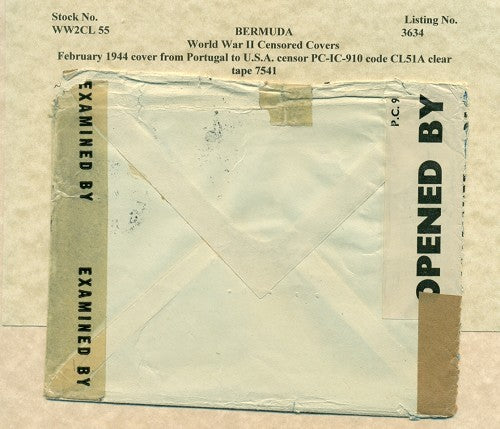 Stock No.
WW2CL 55
BERMUDA
Listing No.
3634
World War II Censored Covers
February 1944 cover from Portugal to U.S.A. censor PC-IC-910 code CL51A clear
tape 7541
EXAMINED BY
EXAMINED BY
P.C. 9
OPENED BY